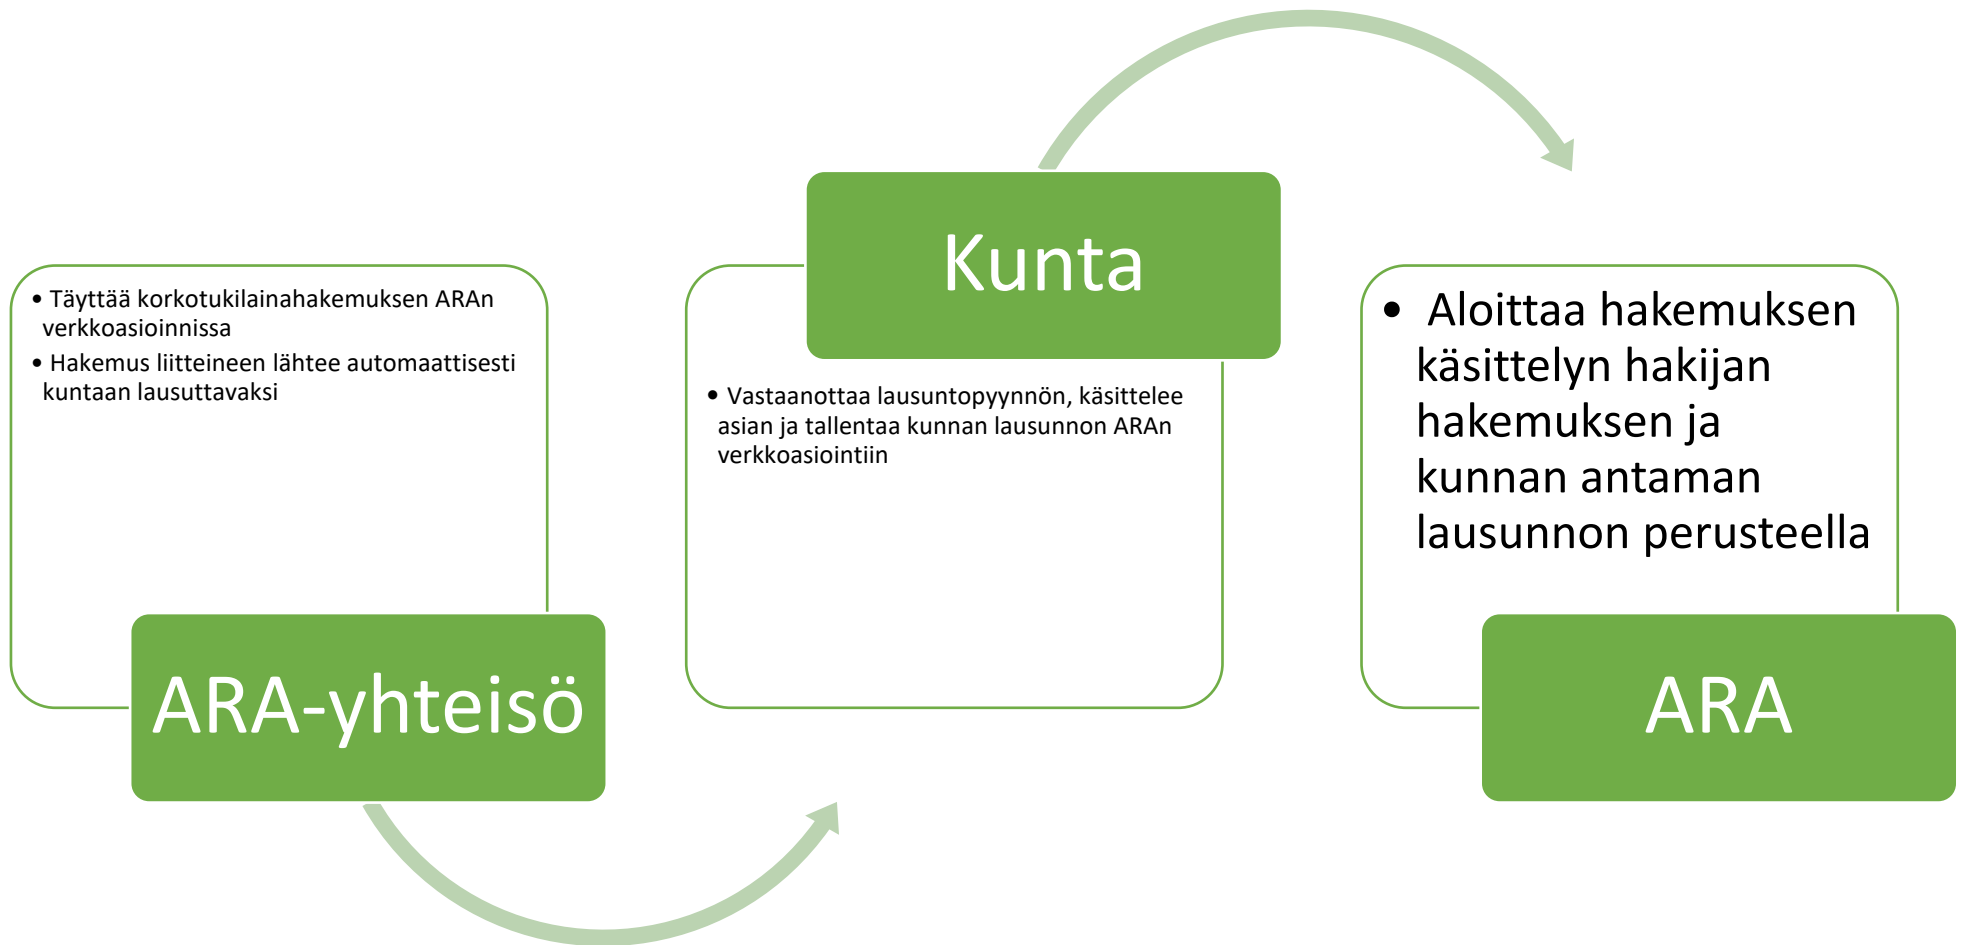 • Täyttää korkotukilainahakemuksen ARAn
verkkoasioinnissa
• Hakemus liitteineen lähtee automaattisesti
kuntaan lausuttavaksi
ARA-yhteisö
Kunta
• Vastaanottaa lausuntopyynnön, käsittelee
asian ja tallentaa kunnan lausunnon ARAn
verkkoasiointiin
• Aloittaa hakemuksen
käsittelyn hakijan
hakemuksen ja
kunnan antaman
lausunnon perusteella
ARA